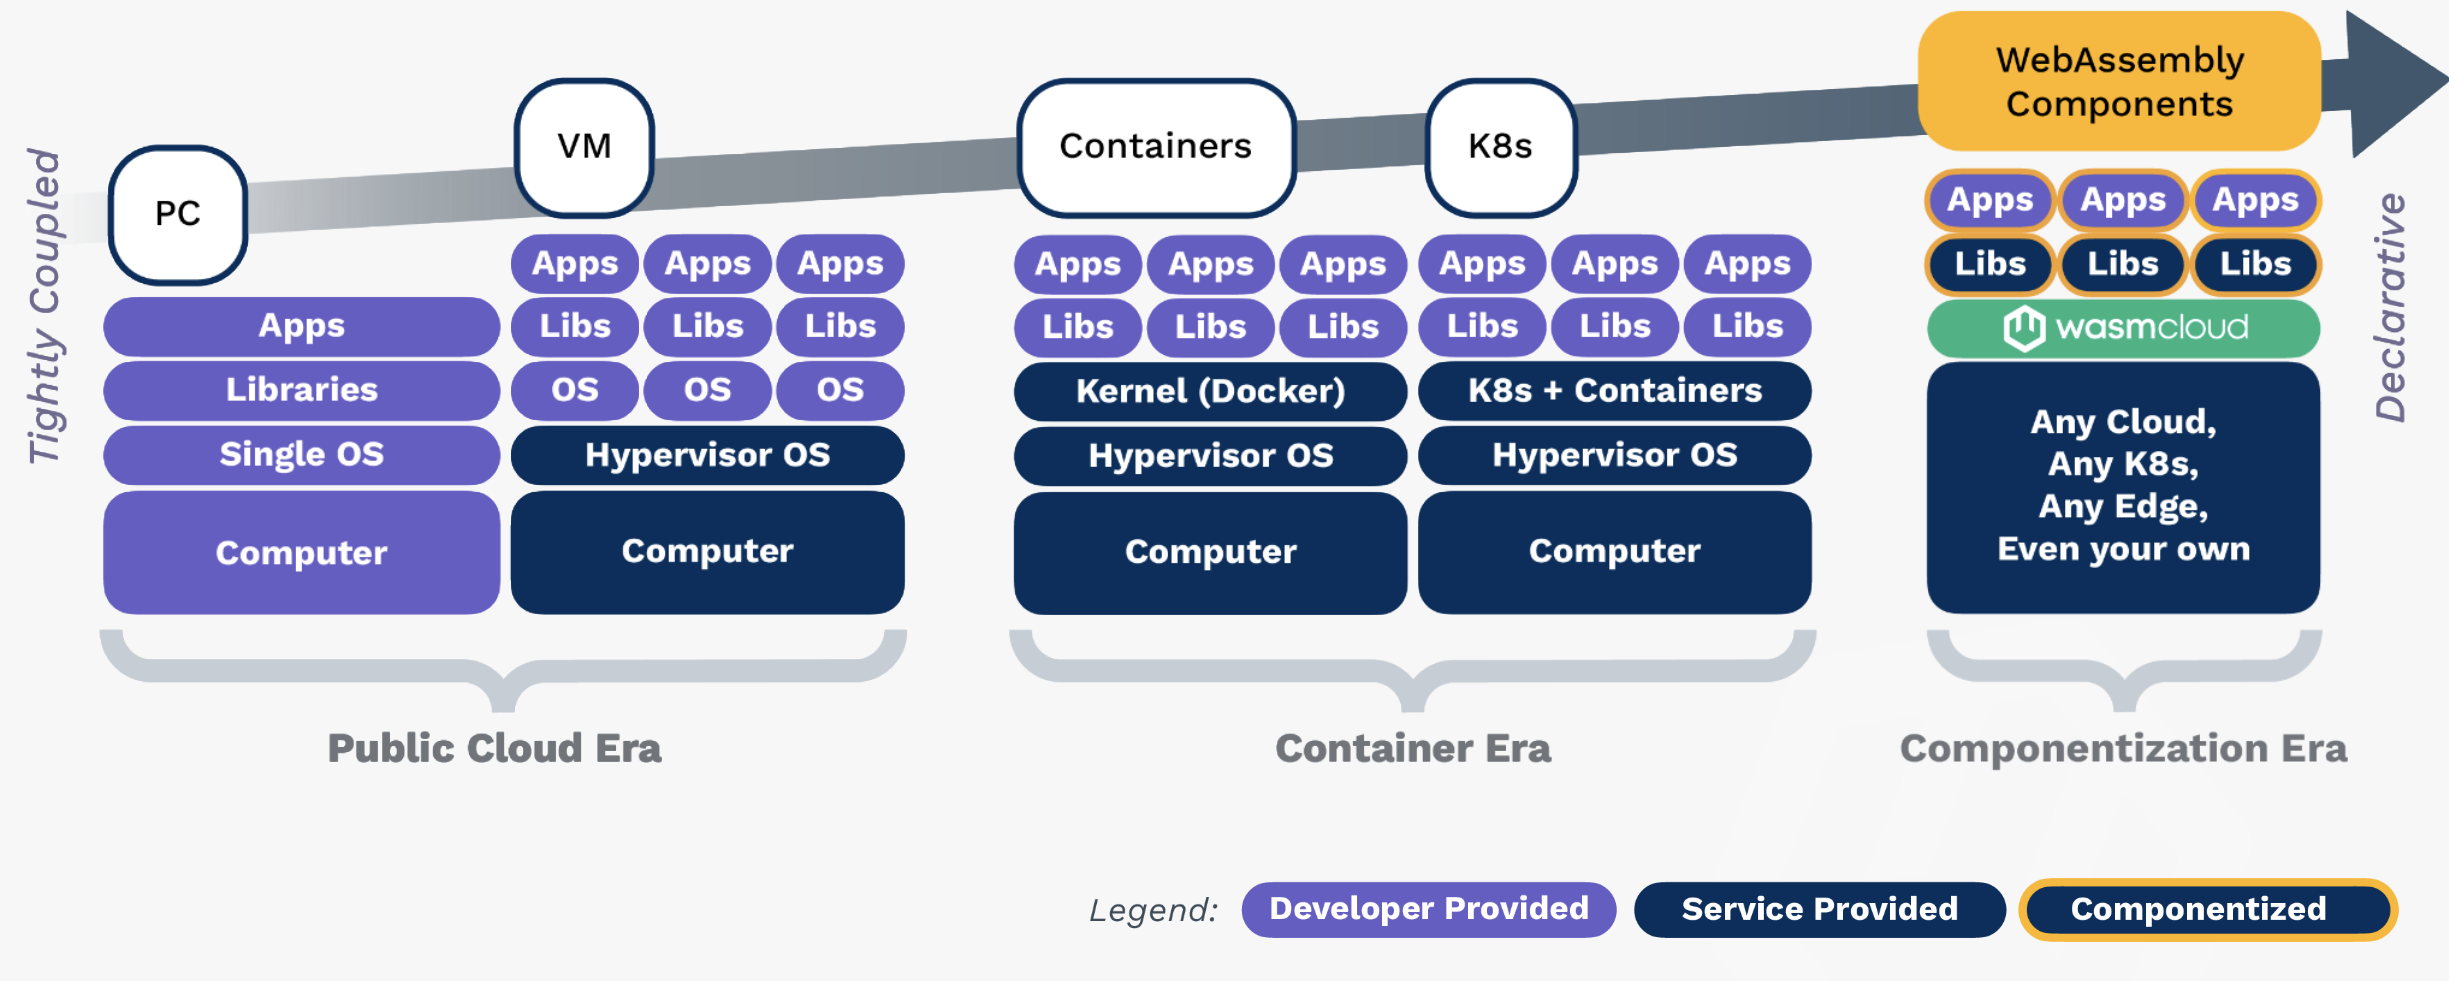 Tightly Coupled
PC
VM
Containers
K8s
WebAssembly
Components
Declarative
Apps
Libraries
Single OS
Computer
Apps Apps Apps
Libs Libs Libs
OS OS OS
Hypervisor OS
Computer
Apps Apps Apps
Libs Libs Libs
Kernel (Docker)
Hypervisor OS
Computer
Apps Apps Apps
Libs Libs Libs
K8s + Containers
Hypervisor OS
Computer
Apps Apps Apps
Libs Libs Libs
wasmcloud
Any Cloud,
Any K8s,
Any Edge,
Even your own
Public Cloud Era
Container Era
Componentization Era
Legend: Developer Provided Service Provided Componentized